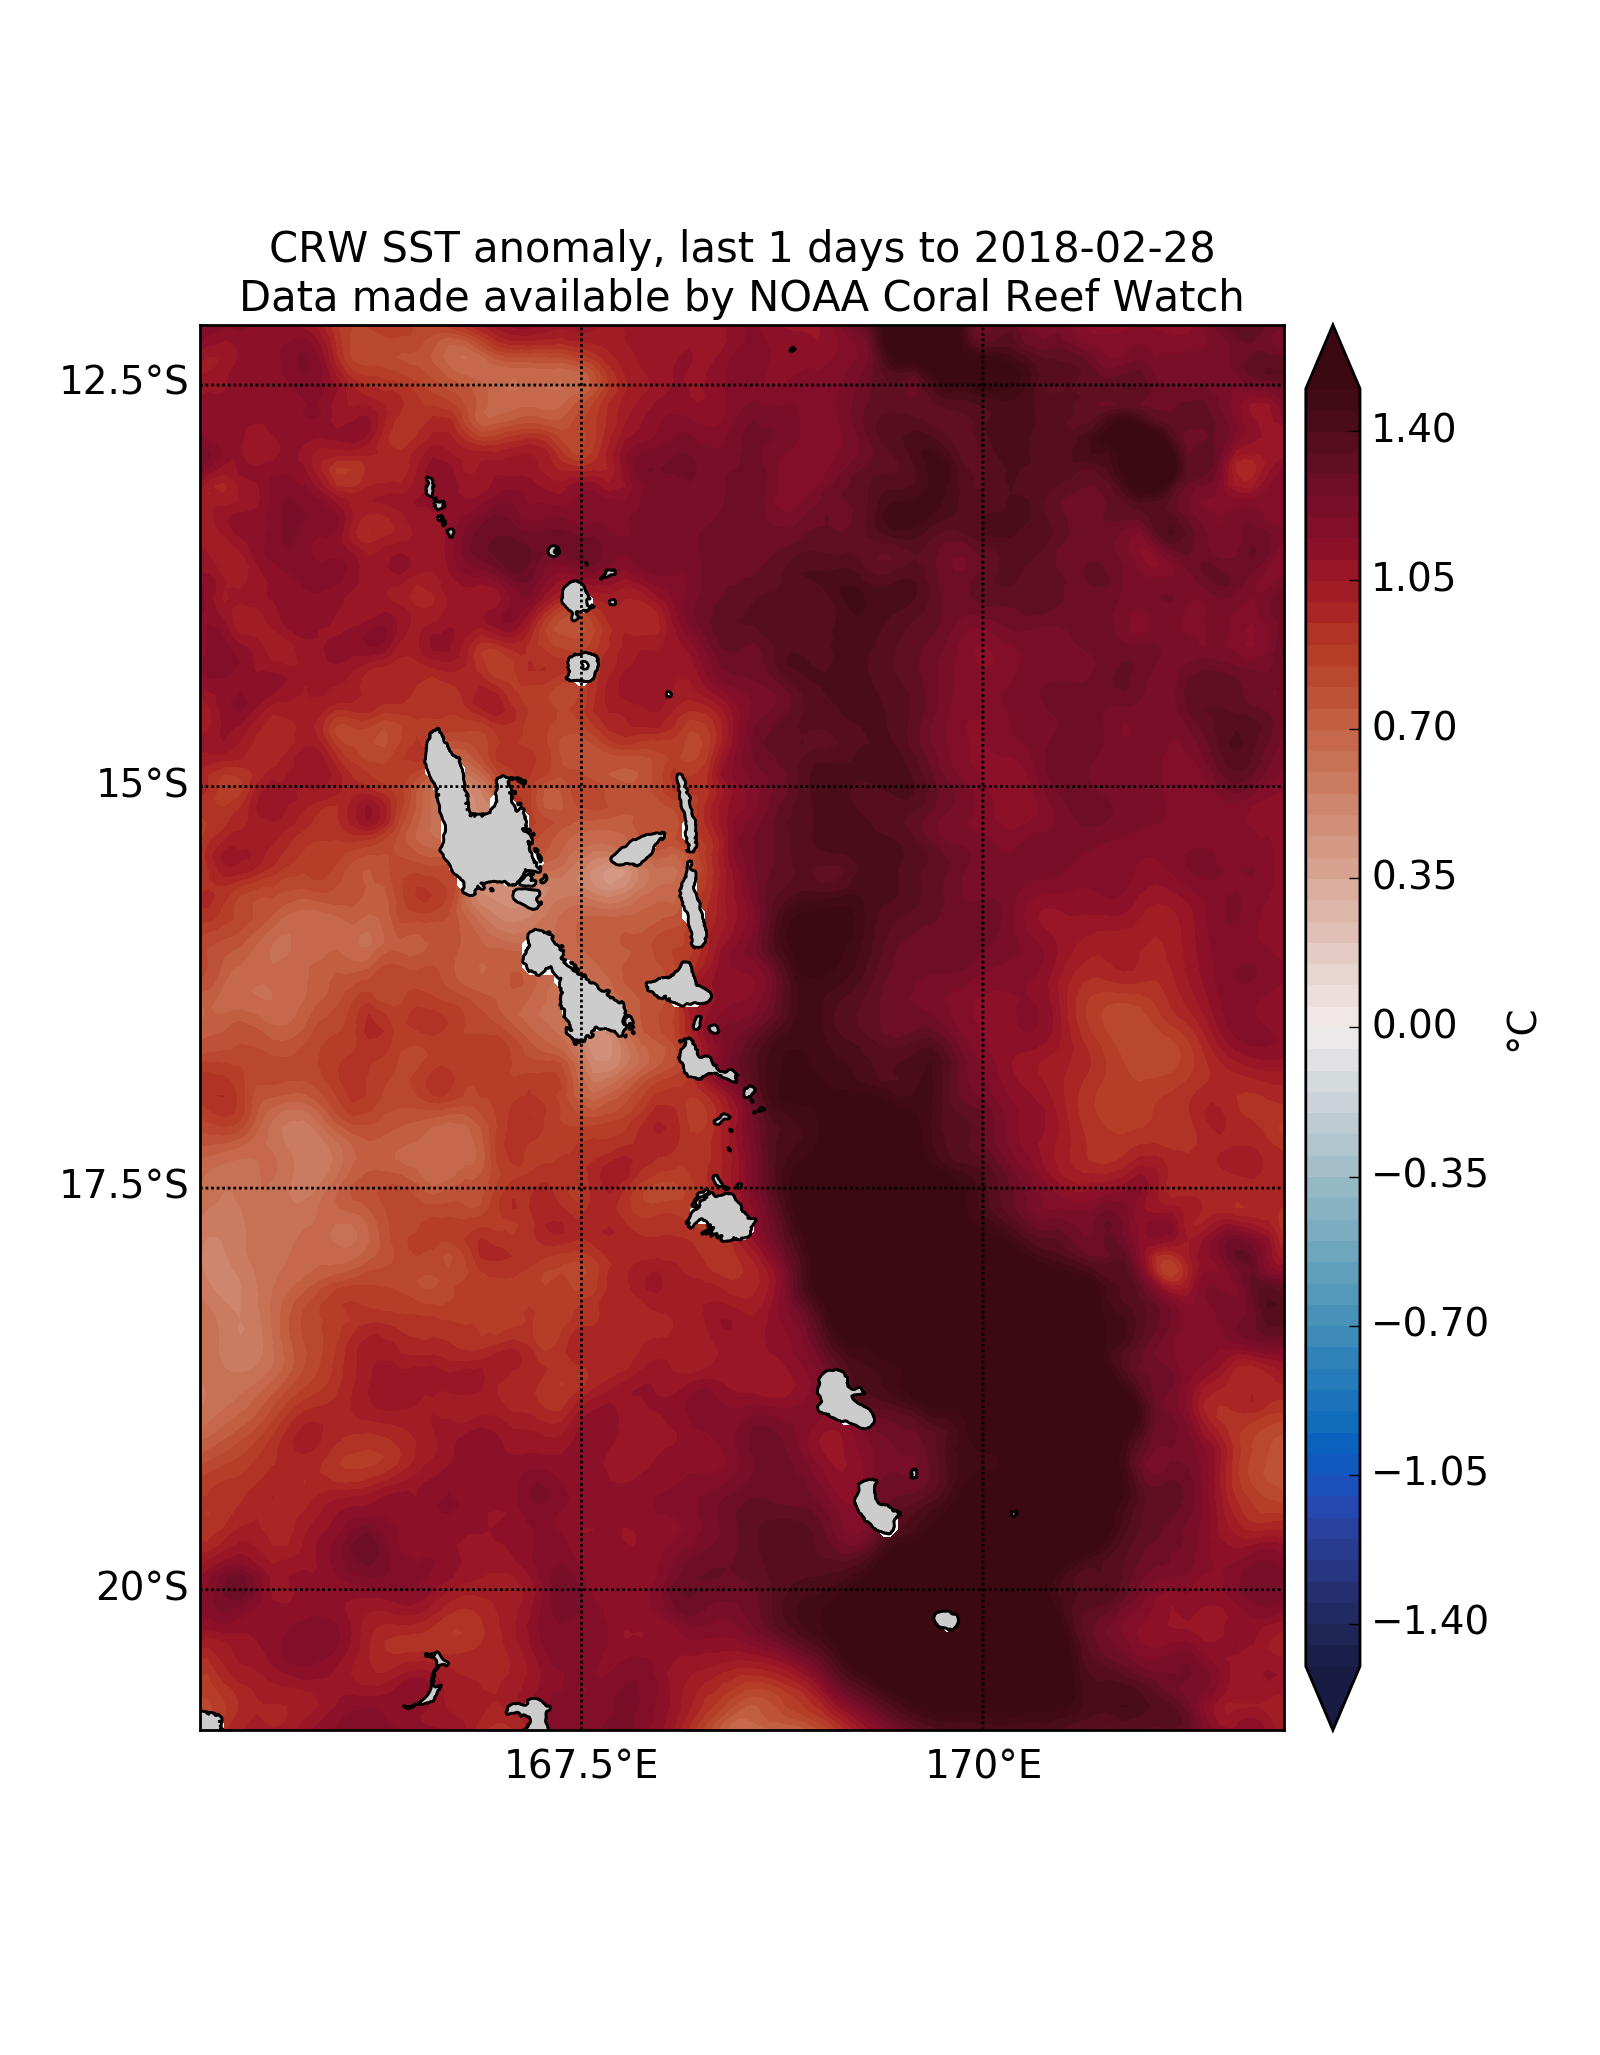 CRW SST anomaly, last 1 days to 2018-02-28
Data made available by NOAA Coral Reef Watch
12.5°S
15°S
17.5°S
20°S
167.5°E
170°E
1.40
1.05
0.70
0.35
0.00
−0.35
−0.70
−1.05
−1.40
°C